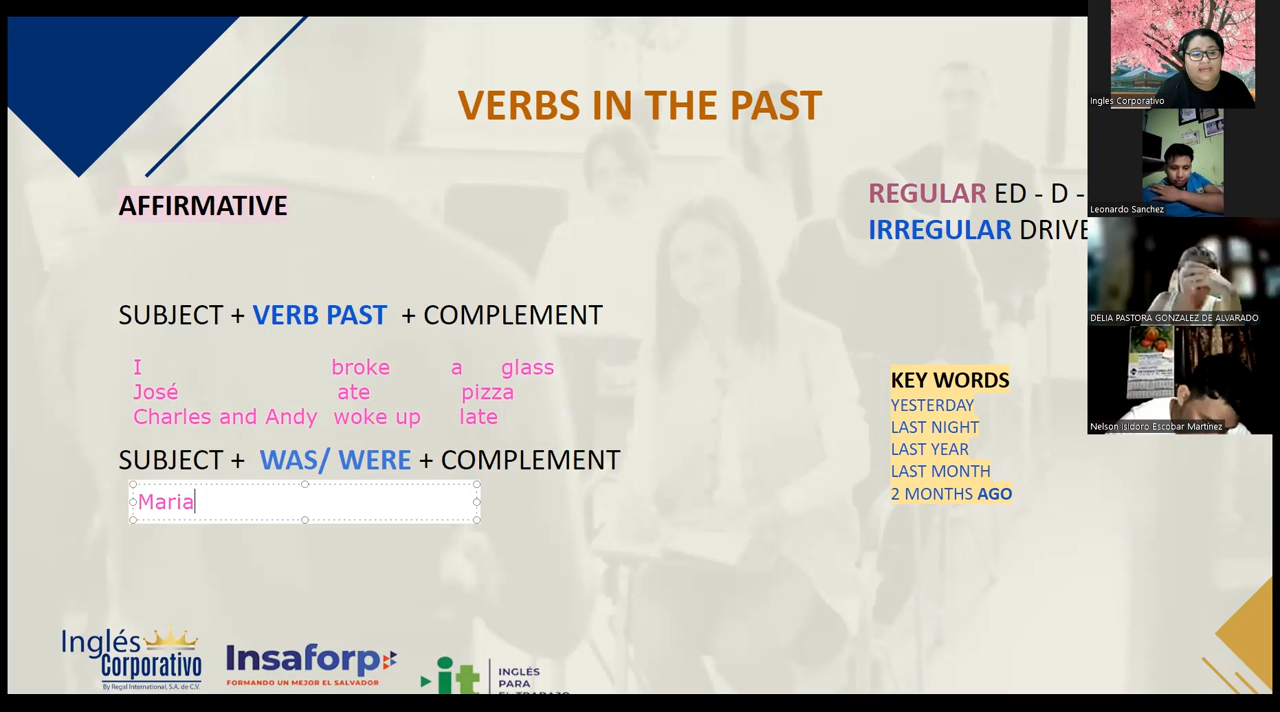 VERBS IN THE PAST
AFFIRMATIVE
REGULAR ED - D -
IRREGULAR DRIVE
SUBJECT + VERB PAST + COMPLEMENT
I broke a glass
José ate pizza
Charles and Andy woke up late
SUBJECT + WAS/ WERE + COMPLEMENT
Maria
KEY WORDS
YESTERDAY
LAST NIGHT
LAST YEAR
LAST MONTH
2 MONTHS AGO
Inglés
Corporativo
By Regal International, S.A. de C.V.
Insaforp
FORMANDO UN MEJOR EL SALVADOR
it
INGLÉS
PARA
EL TRABAJO
Ingles Corporativo
Leonardo Sanchez
DELIA PASTORA GONZALEZ DE ALVARADO
Nelson Isidoro Escobar Martínez